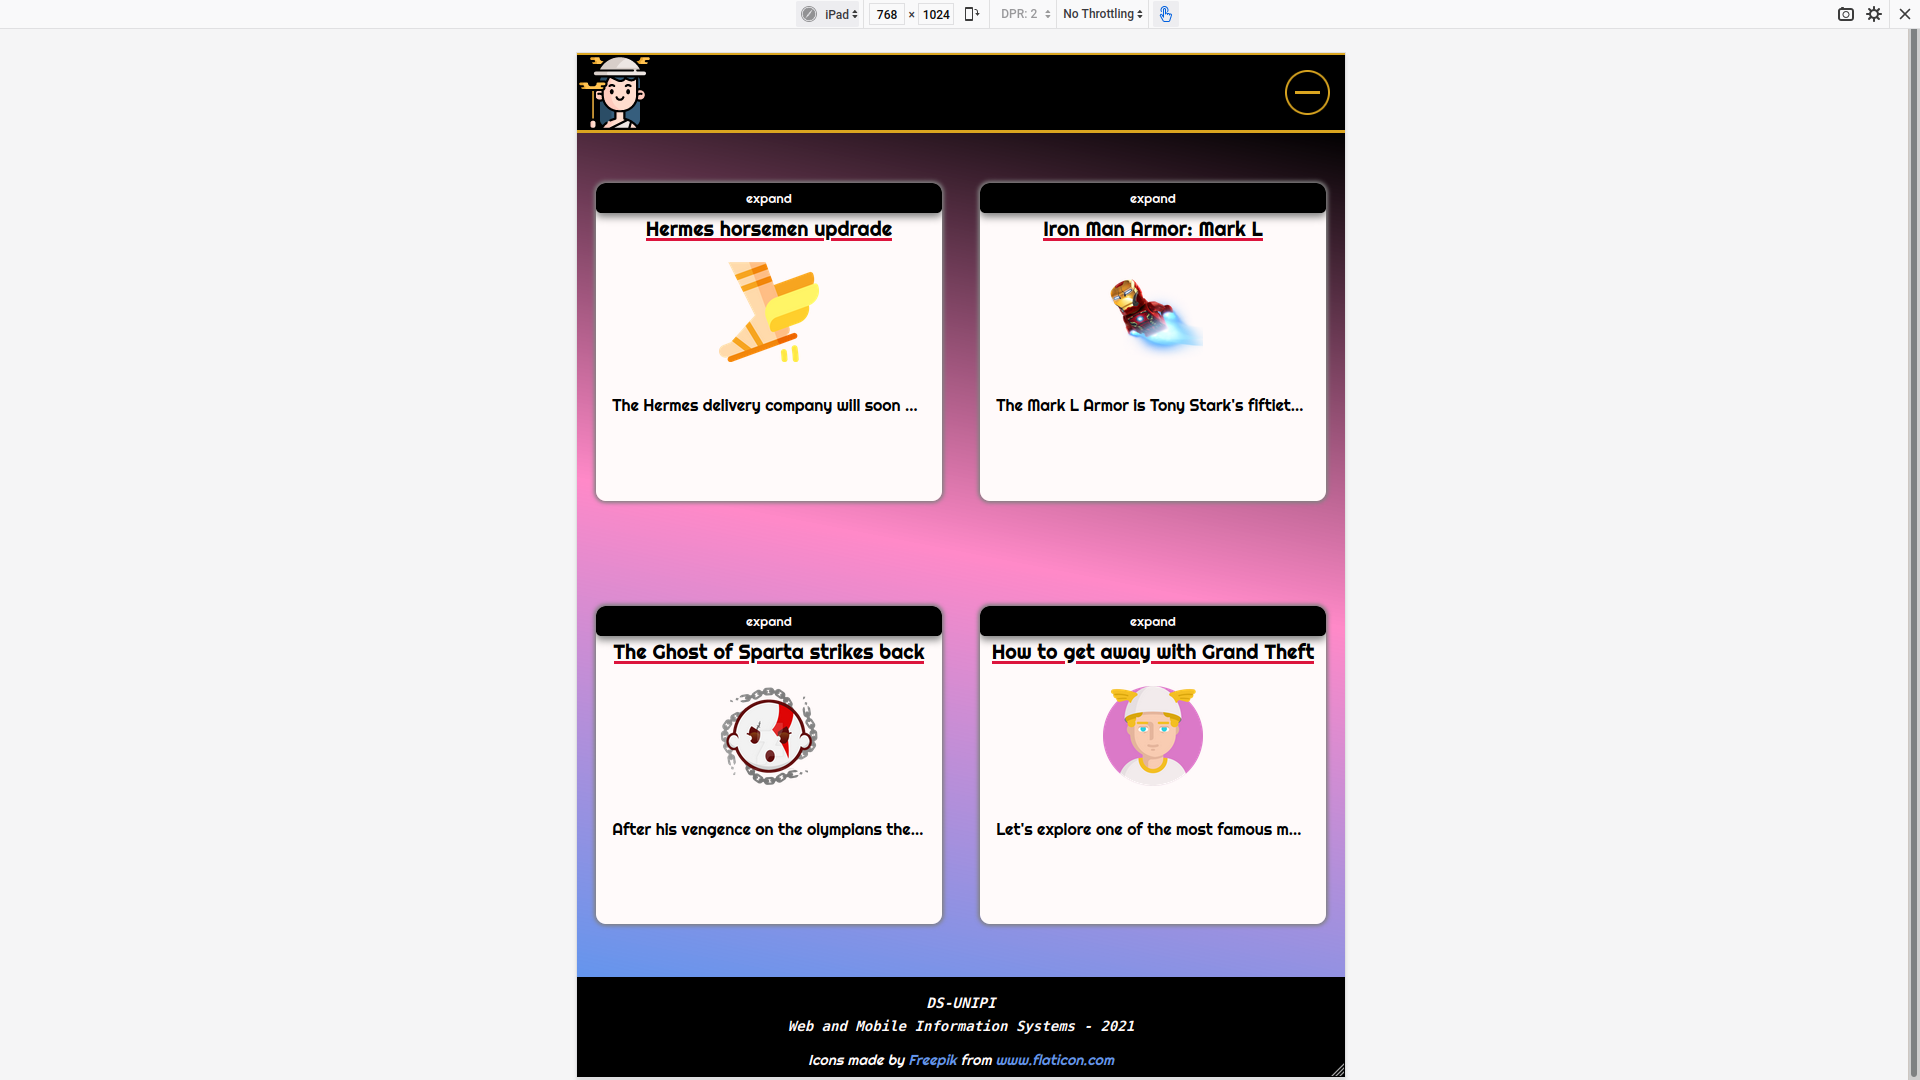 iPad 768 × 1024 DPR: 2 No Throttling
expand
Hermes horsemen updrade
The Hermes delivery company will soon ...
expand
Iron Man Armor: Mark L
The Mark L Armor is Tony Stark's fiftiet...
expand
The Ghost of Sparta strikes back
After his vengence on the olympians the...
expand
How to get away with Grand Theft
Let's explore one of the most famous m...
DS-UNIPI
Web and Mobile Information Systems - 2021
Icons made by Freepik from www.flaticon.com